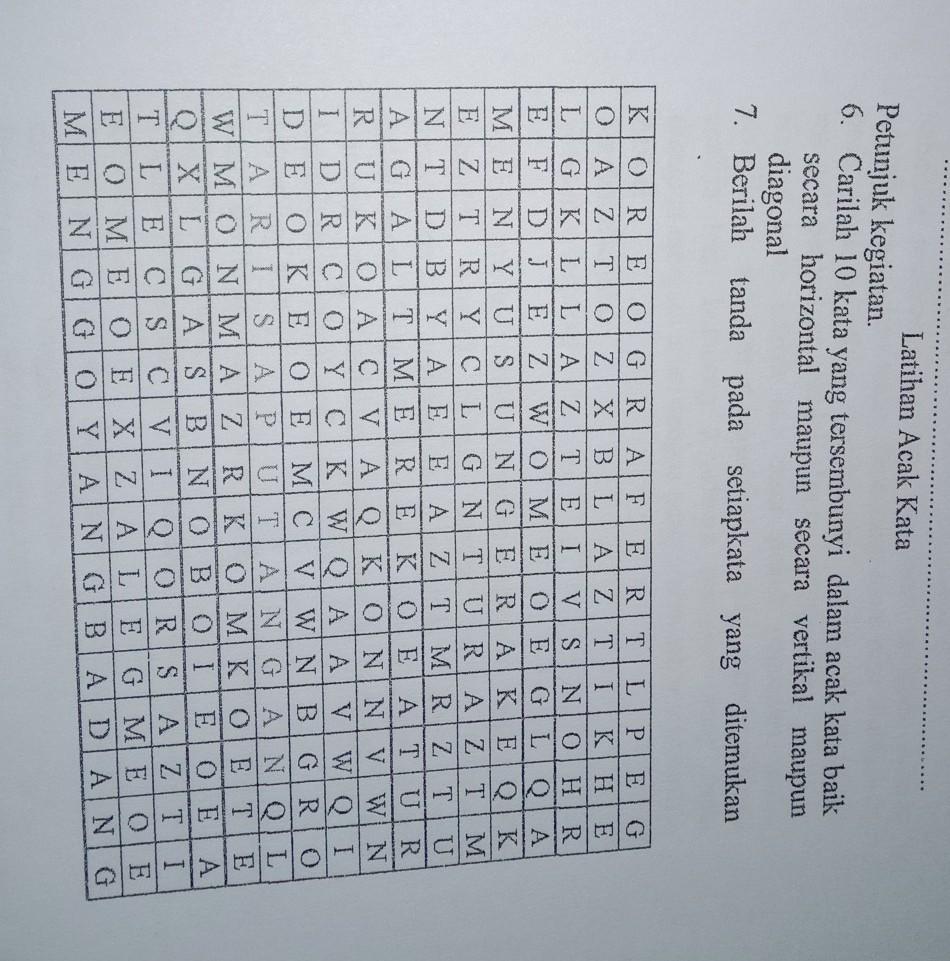 Latihan Acak Kata
Petunjuk kegiatan.
6. Carilah 10 kata yang tersembunyi dalam acak kata baik
secara horizontal maupun secara vertikal maupun
diagonal
7. Berilah tanda pada setiapkata yang ditemukan
K O R E O G R A F E R T L P E G
O A Z T O Z X B L A Z T I K H E
L G K L L A Z T E I V S N O H R
E F D J E Z W O M E O E G L Q A
M E N Y U S U N G E R A K E Q K
E Z T R Y C L G N T U R A Z T M
N T D B Y A E E A Z T M R Z T U
A G A L T M E R E K O E A T U R
R U K O A C V A Q K O N N V W N
I D R C O Y C K W Q A A V W Q I
D E O K E O E M C V W N B G R O
T A R I S A P U T A N G A N Q L
W M O N M A Z R K O M K O E T E
Q X L G A S B N O B O I E O E A
T L E C S C V I Q O R S A Z T I
E O M E O E X Z A L E G M E O E
M E N G G O Y A N G B A D A N G